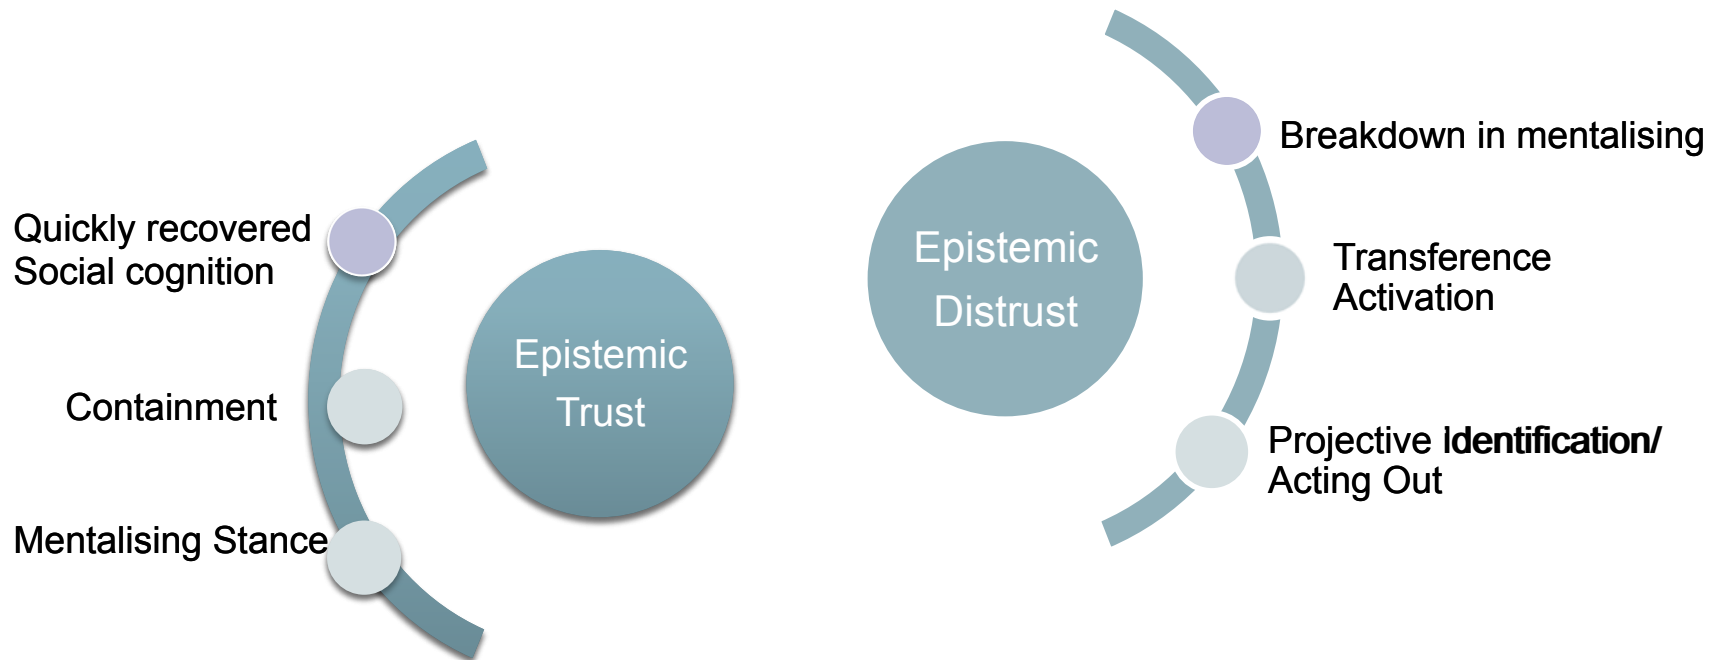 Quickly recovered
Social cognition
Containment
Mentalising Stance
Epistemic
Trust
Epistemic
Distrust
Breakdown in mentalising
Transference
Activation
Projective Identification/
Acting Out